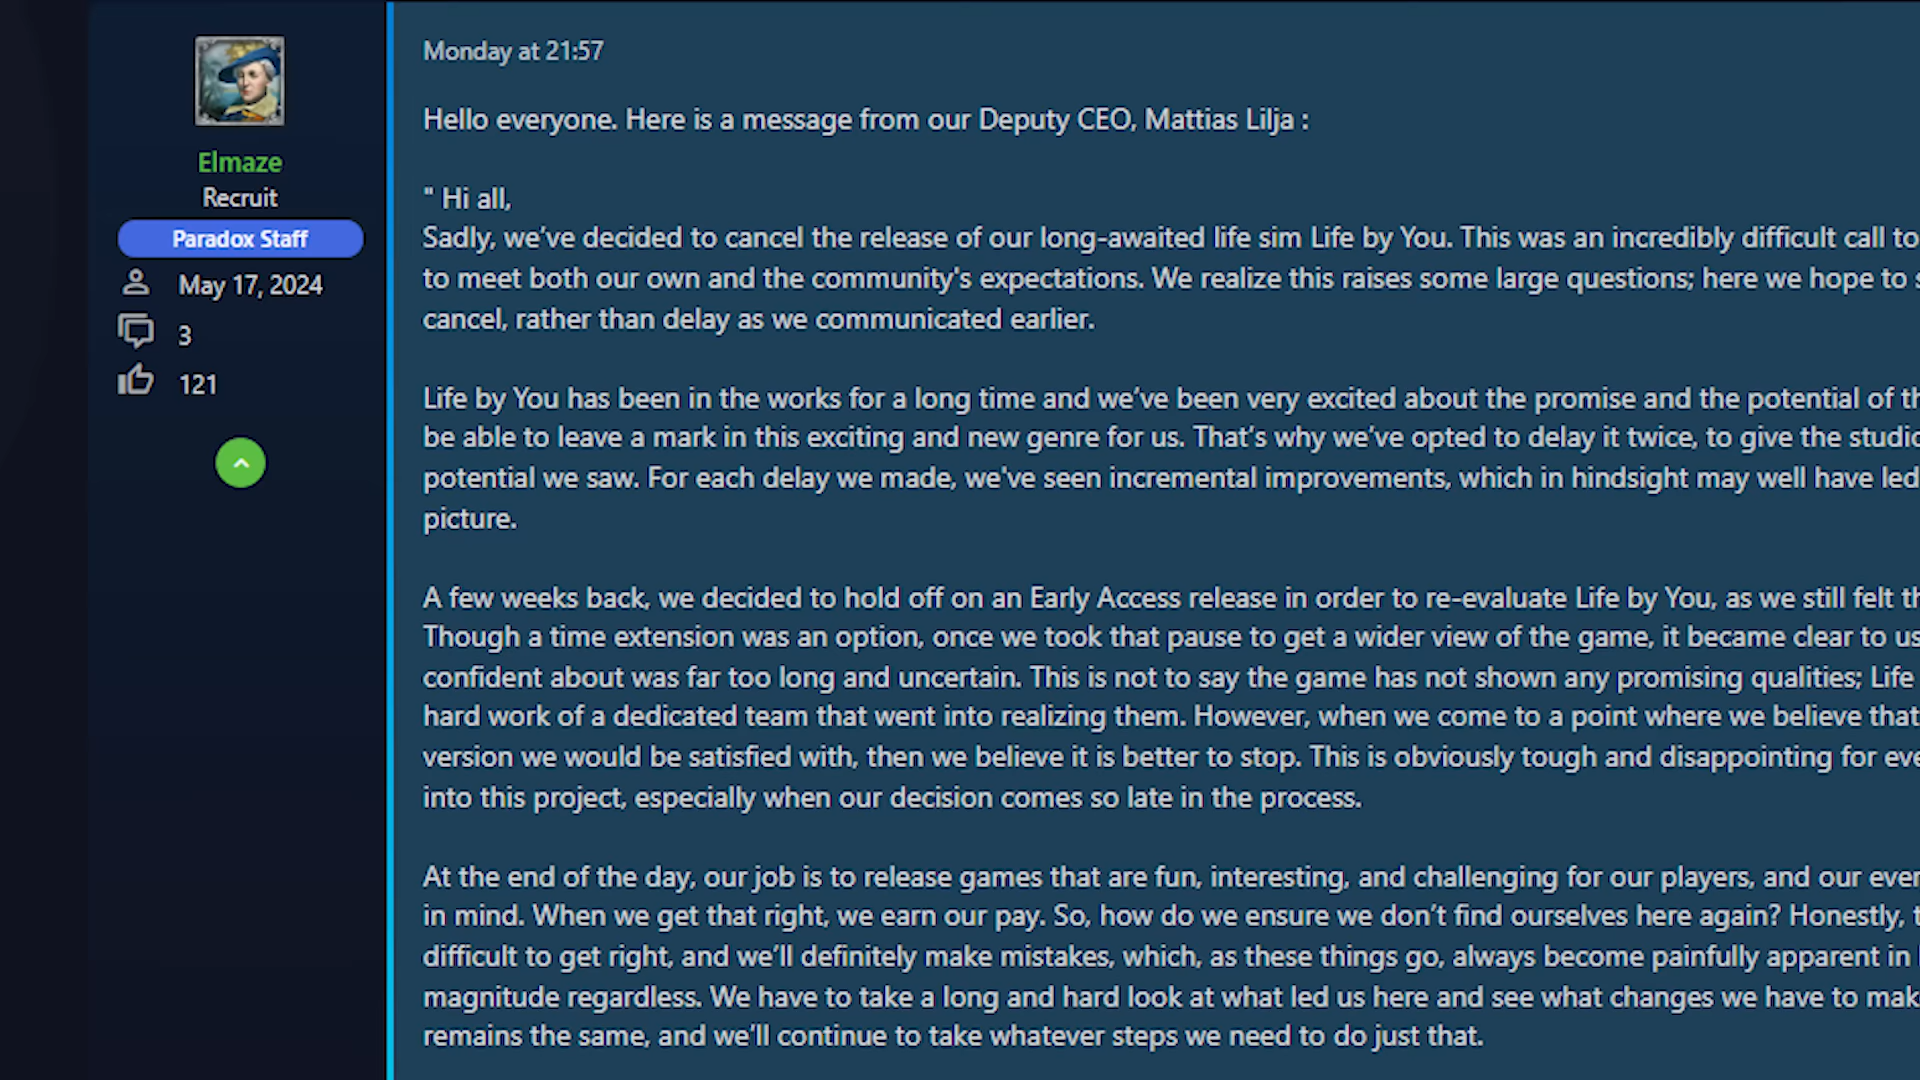 Elmaze
Recruit
Paradox Staff
May 17, 2024
3
121
Monday at 21:57
Hello everyone. Here is a message from our Deputy CEO, Mattias Lilja :
" Hi all,
Sadly, we’ve decided to cancel the release of our long-awaited life sim Life by You. This was an incredibly difficult call to
to meet both our own and the community's expectations. We realize this raises some large questions; here we hope to
cancel, rather than delay as we communicated earlier.
Life by You has been in the works for a long time and we’ve been very excited about the promise and the potential of
be able to leave a mark in this exciting and new genre for us. That’s why we’ve opted to delay it twice, to give the
potential we saw. For each delay we made, we've seen incremental improvements, which in hindsight may well have led
picture.
A few weeks back, we decided to hold off on an Early Access release in order to re-evaluate Life by You, as we still felt
Though a time extension was an option, once we took that pause to get a wider view of the game, it became clear to us
confident about was far too long and uncertain. This is not to say the game has not shown any promising qualities; Life
hard work of a dedicated team that went into realizing them. However, when we come to a point where we believe that
version we would be satisfied with, then we believe it is better to stop. This is obviously tough and disappointing for
into this project, especially when our decision comes so late in the process.
At the end of the day, our job is to release games that are fun, interesting, and challenging for our players, and our
in mind. When we get that right, we earn our pay. So, how do we ensure we don’t find ourselves here again? Honestly,
difficult to get right, and we’ll definitely make mistakes, which, as these things go, always become painfully apparent in
magnitude regardless. We have to take a long and hard look at what led us here and see what changes we have to
remains the same, and we’ll continue to take whatever steps we need to do just that.